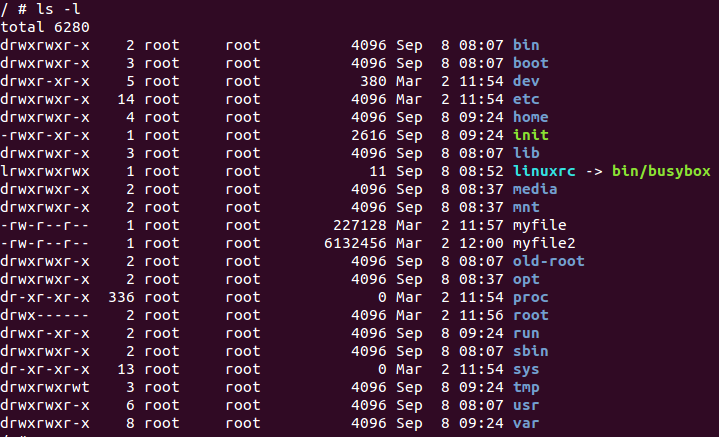 / # ls -l
total 6280
drwxrwxr-x    2 root     root          4096 Sep  8 08:07 bin
drwxrwxr-x    3 root     root          4096 Sep  8 08:07 boot
drwxr-xr-x    5 root     root           380 Mar  2 11:54 dev
drwxrwxr-x   14 root     root          4096 Mar  2 11:54 etc
drwxrwxr-x    4 root     root          4096 Sep  8 09:24 home
-rwxr-xr-x    1 root     root          2616 Sep  8 09:24 init
drwxrwxr-x    3 root     root          4096 Sep  8 08:07 lib
lrwxrwxrwx    1 root     root            11 Sep  8 08:52 linuxrc -> bin/busybox
drwxrwxr-x    2 root     root          4096 Sep  8 08:37 media
drwxrwxr-x    2 root     root          4096 Sep  8 08:37 mnt
-rw-r--r--    1 root     root        227128 Mar  2 11:57 myfile
-rw-r--r--    1 root     root       6132456 Mar  2 12:00 myfile2
drwxrwxr-x    2 root     root          4096 Sep  8 08:07 old-root
drwxrwxr-x    2 root     root          4096 Sep  8 08:37 opt
dr-xr-xr-x  336 root     root             0 Mar  2 11:54 proc
drwx------    2 root     root          4096 Mar  2 11:56 root
drwxr-xr-x    2 root     root          4096 Sep  8 09:24 run
drwxrwxr-x    2 root     root          4096 Sep  8 08:07 sbin
dr-xr-xr-x   13 root     root             0 Mar  2 11:54 sys
drwxrwxrwt    3 root     root          4096 Sep  8 09:24 tmp
drwxrwxr-x    6 root     root          4096 Sep  8 08:07 usr
drwxrwxr-x    8 root     root          4096 Sep  8 09:24 var